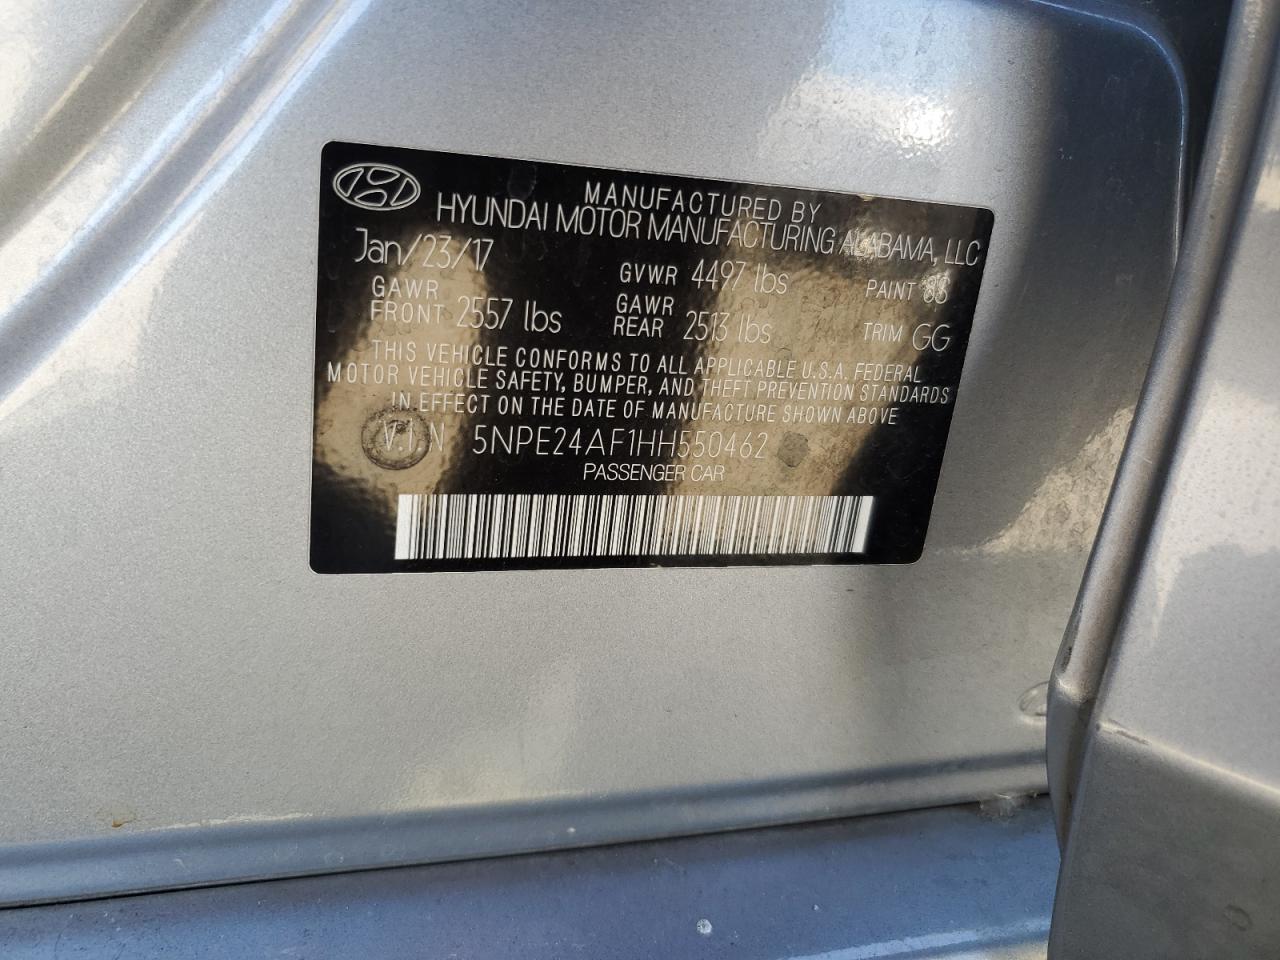 MANUFACTURED BY
HYUNDAI MOTOR MANUFACTURING ALABAMA, LLC
Jan/23/17 GVWR 4497 lbs PAINT
GAWR FRONT 2557 lbs GAWR REAR 2513 lbs TRIM GG
THIS VEHICLE CONFORMS TO ALL APPLICABLE U.S.A. FEDERAL
MOTOR VEHICLE SAFETY, BUMPER, AND THEFT PREVENTION STANDARDS
IN EFFECT ON THE DATE OF MANUFACTURE SHOWN ABOVE
V.I.N 5NPE24AF1HH550462
PASSENGER CAR